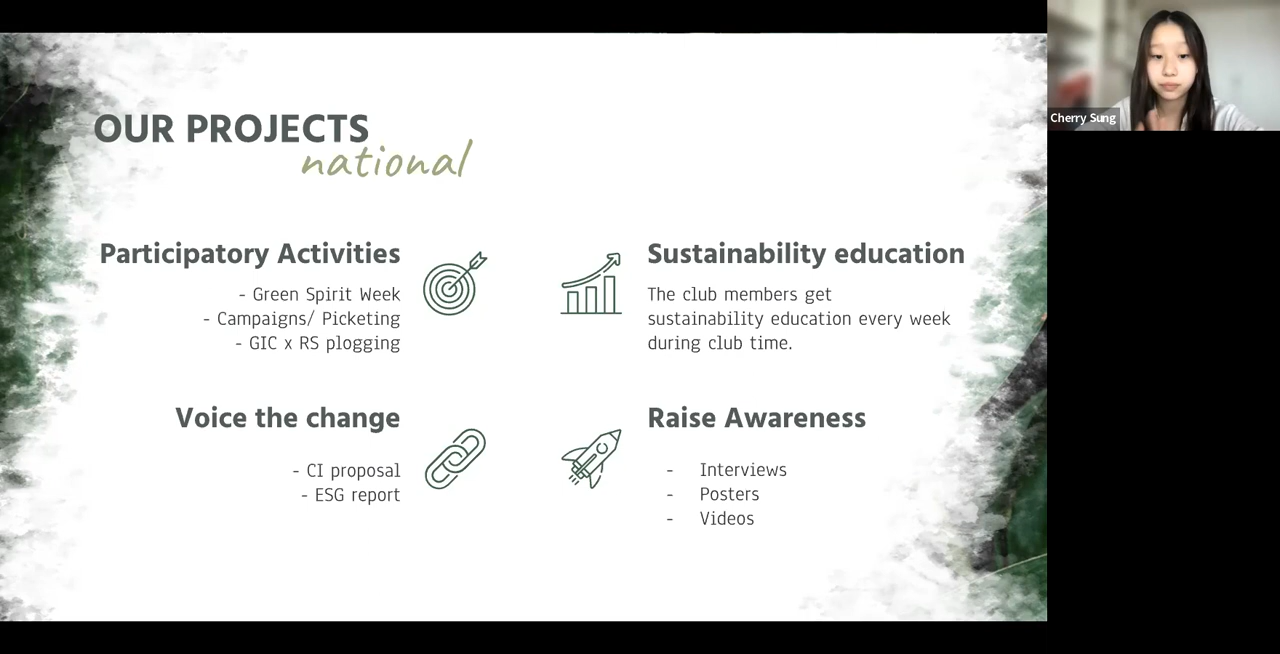 OUR PROJECTS
national
Participatory Activities
- Green Spirit Week
- Campaigns/ Picketing
- GIC x RS plogging
Sustainability education
The club members get
sustainability education every week
during club time.
Voice the change
- CI proposal
- ESG report
Raise Awareness
- Interviews
- Posters
- Videos
Cherry Sung